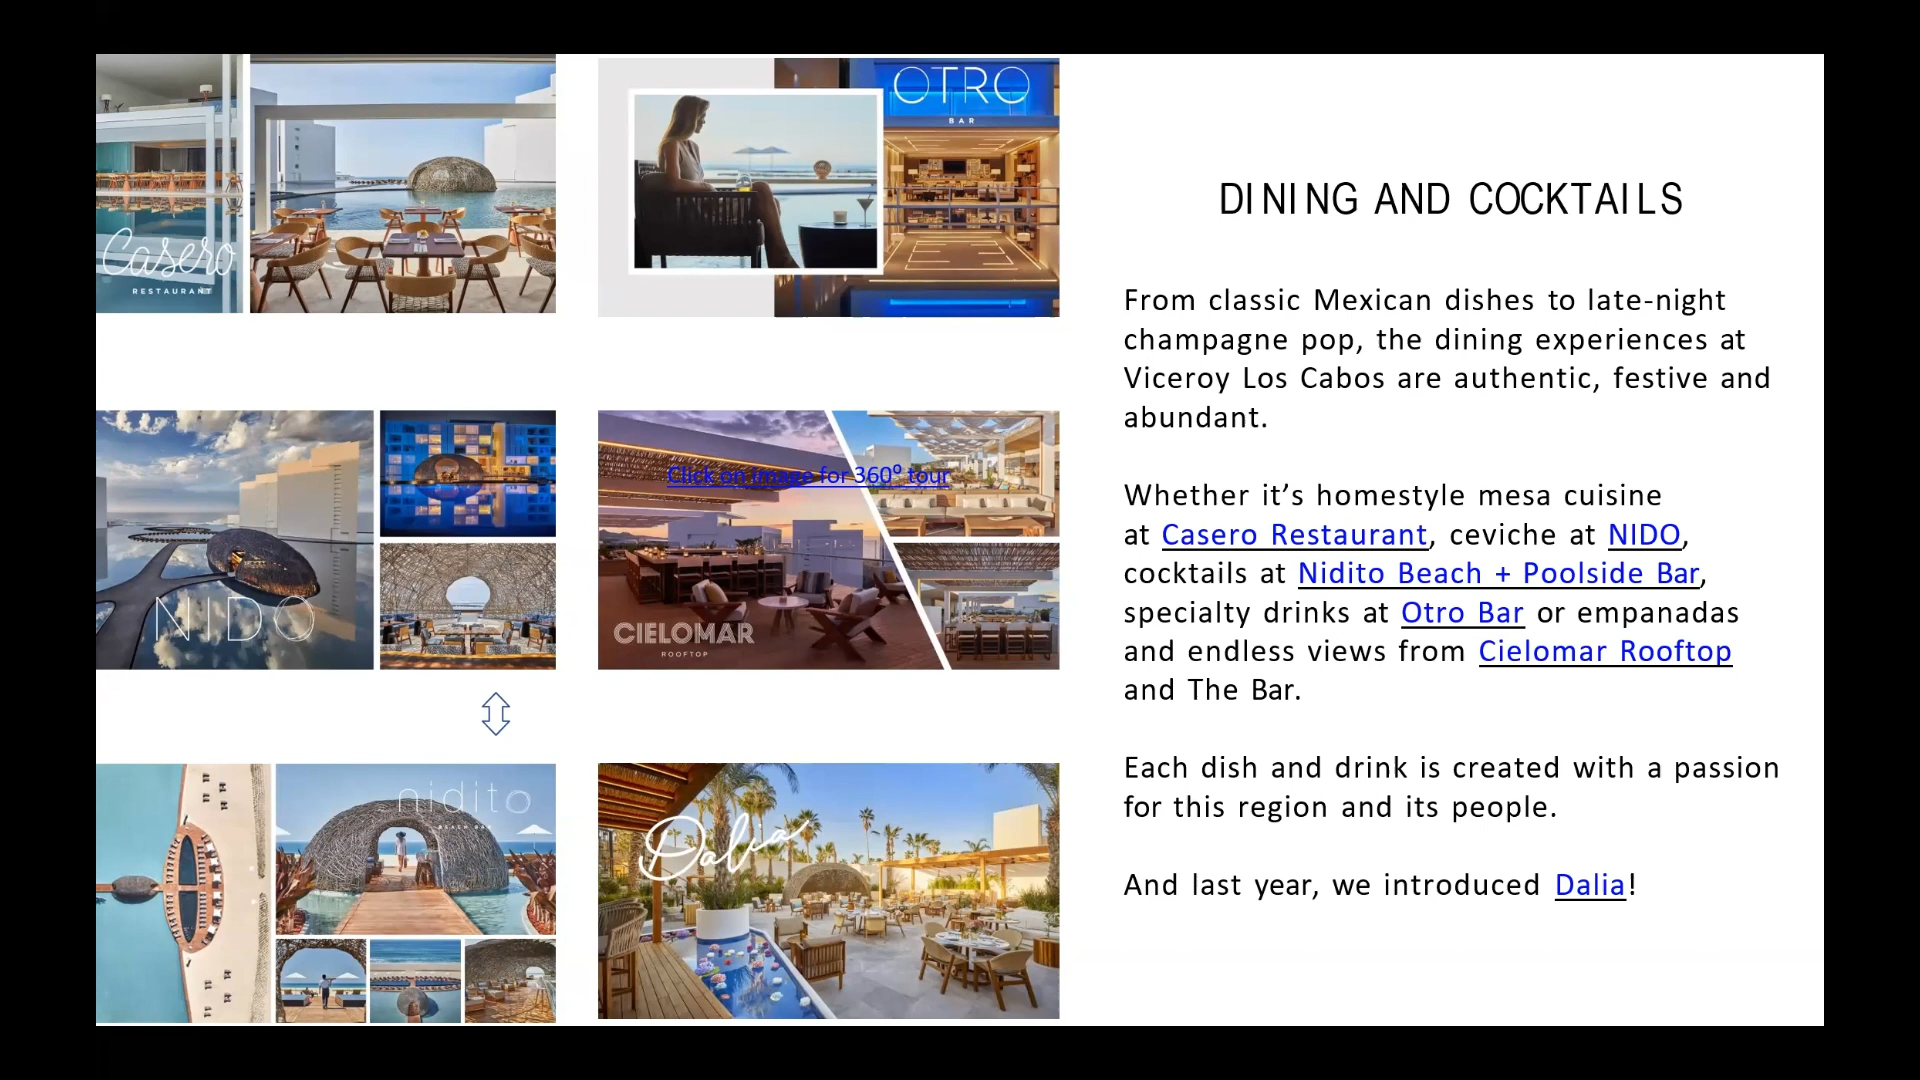 Casero
RESTAURANT
OTRO
BAR
NIDO
Click on image for 360º tour
CIELOMAR
ROOFTOP
nidito
BEACH BAR
Dalia
DINING AND COCKTAILS
From classic Mexican dishes to late-night
champagne pop, the dining experiences at
Viceroy Los Cabos are authentic, festive and
abundant.
Whether it’s homestyle mesa cuisine
at Casero Restaurant, ceviche at NIDO,
cocktails at Nidito Beach + Poolside Bar,
specialty drinks at Otro Bar or empanadas
and endless views from Cielomar Rooftop
and The Bar.
Each dish and drink is created with a passion
for this region and its people.
And last year, we introduced Dalia!